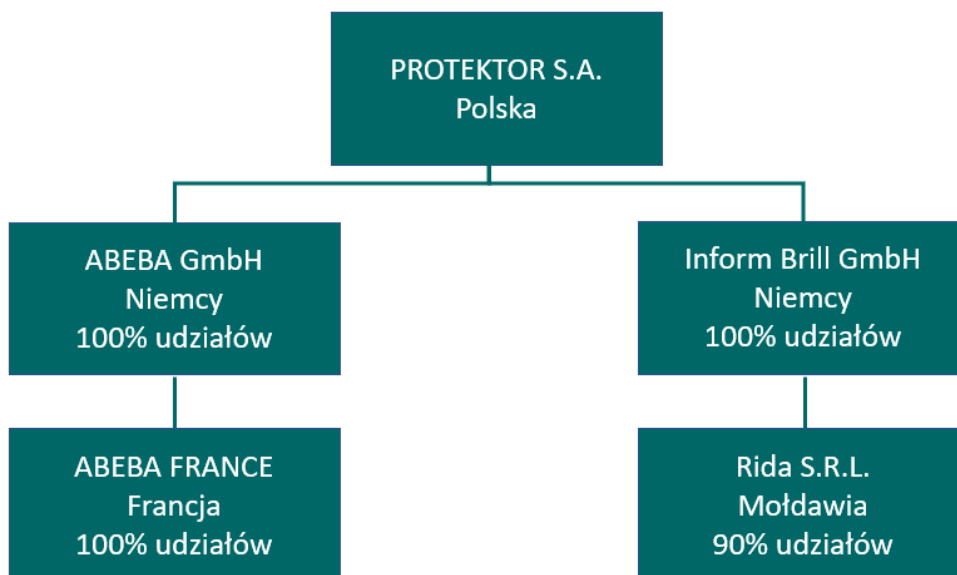 PROTEKTOR S.A.
Polska
ABEBA GmbH
Niemcy
100% udziałów
Inform Brill GmbH
Niemcy
100% udziałów
ABEBA FRANCE
Francja
100% udziałów
Rida S.R.L.
Mołdawia
90% udziałów